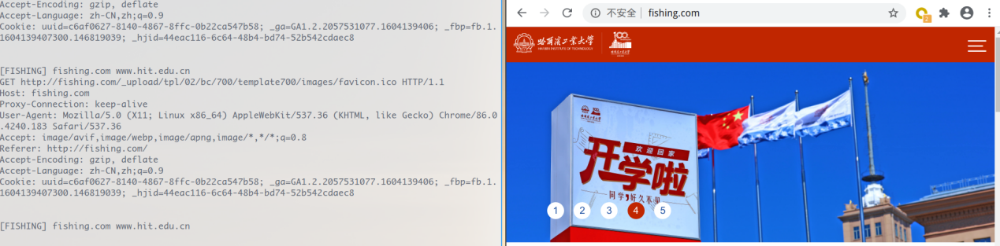 Accept-Encoding: gzip, deflate
Accept-Language: zh-CN,zh;q=0.9
Cookie: uuid=c6af0627-8140-4867-8ffc-0b22ca547b58; _ga=GA1.2.2057531077.1604139406; _fbp=fb.1.
1604139407300.146819039; _hjid=44eac116-6c64-48b4-bd74-52b542cdaec8
[FISHING] fishing.com www.hit.edu.cn
GET http://fishing.com/_upload/tpl/02/bc/700/template700/images/favicon.ico HTTP/1.1
Host: fishing.com
Proxy-Connection: keep-alive
User-Agent: Mozilla/5.0 (X11; Linux x86_64) AppleWebKit/537.36 (KHTML, like Gecko) Chrome/86.0
.4240.183 Safari/537.36
Accept: image/avif,image/webp,image/apng,image/*,*/*;q=0.8
Referer: http://fishing.com/
Accept-Encoding: gzip, deflate
Accept-Language: zh-CN,zh;q=0.9
Cookie: uuid=c6af0627-8140-4867-8ffc-0b22ca547b58; _ga=GA1.2.2057531077.1604139406; _fbp=fb.1.
1604139407300.146819039; _hjid=44eac116-6c64-48b4-bd74-52b542cdaec8
[FISHING] fishing.com www.hit.edu.cn
不安全 fishing.com
2
哈尔滨工业大学
HARBIN INSTITUTE OF TECHNOLOGY
100
欢迎回家
开学啦
同学,好久不见
1 2 3 4 5